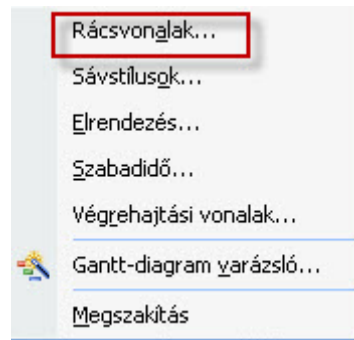 Rácsvonalak...
Sávstílusok...
Elrendezés...
Szabadidő...
Végrehajtási vonalak...
Gantt-diagram varázsló...
Megszakítás